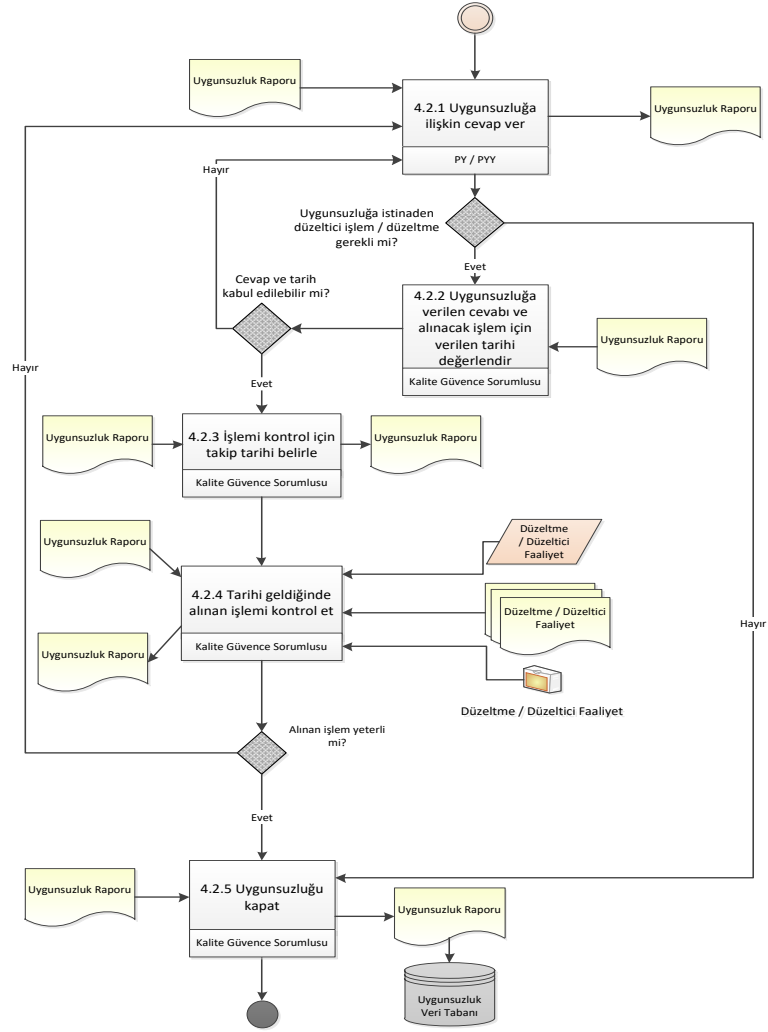 Uygunsuzluk Raporu
4.2.1 Uygunsuzluğa
ilişkin cevap ver
PY / PYY
Uygunsuzluk Raporu
Hayır
Uygunsuzluğa istinaden
düzeltici işlem / düzeltme
gerekli mi?
Evet
Cevap ve tarih
kabul edilebilir mi?
4.2.2 Uygunsuzluğa
verilen cevabı ve
alınacak işlem için
verilen tarihi
değerlendir
Kalite Güvence Sorumlusu
Uygunsuzluk Raporu
Hayır
Evet
Uygunsuzluk Raporu
4.2.3 İşlemi kontrol için
takip tarihi belirle
Kalite Güvence Sorumlusu
Uygunsuzluk Raporu
Uygunsuzluk Raporu
Düzeltme
/ Düzeltici
Faaliyet
4.2.4 Tarihi geldiğinde
alınan işlemi kontrol et
Kalite Güvence Sorumlusu
Düzeltme / Düzeltici
Faaliyet
Hayır
Uygunsuzluk Raporu
Düzeltme / Düzeltici Faaliyet
Alınan işlem yeterli
mi?
Evet
Uygunsuzluk Raporu
4.2.5 Uygunsuzluğu
kapat
Kalite Güvence Sorumlusu
Uygunsuzluk Raporu
Uygunsuzluk
Veri Tabanı